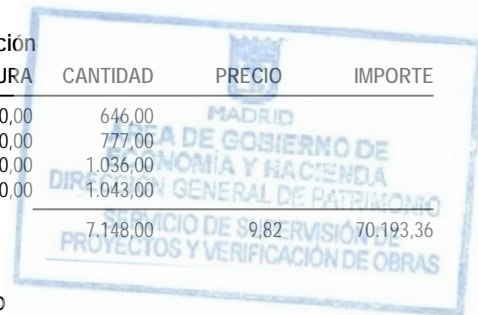 ción
URA CANTIDAD PRECIO IMPORTE
0,00 646,00
0,00 777,00
0,00 1.036,00
0,00 1.043,00
7.148,00 9,82 70.193,36
MADRID
ÁREA DE GOBIERNO DE
ECONOMÍA Y HACIENDA
DIRECCIÓN GENERAL DE PATRIMONIO
SERVICIO DE SUPERVISIÓN DE
PROYECTOS Y VERIFICACIÓN DE OBRAS